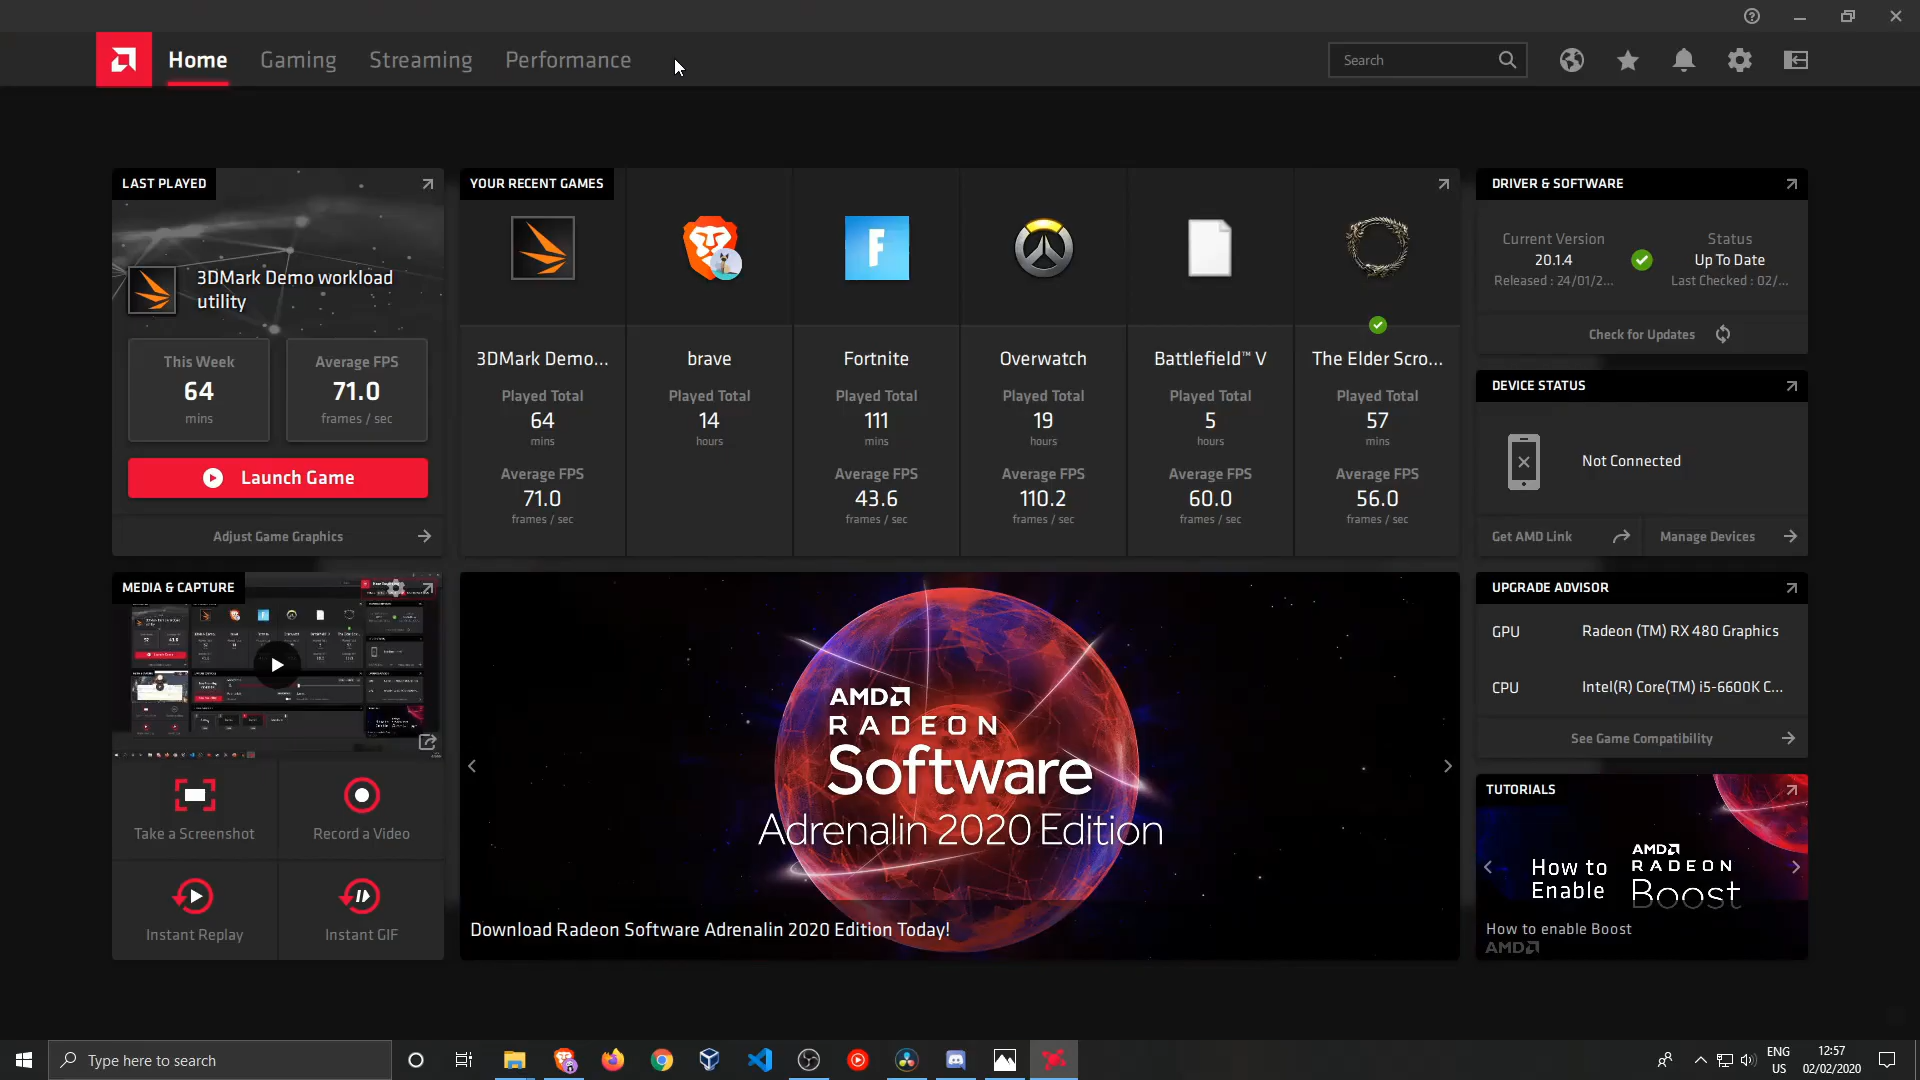 Home
Gaming
Streaming
Performance
Search
LAST PLAYED
3DMark Demo workload
utility
This Week
64
mins
Average FPS
71.0
frames / sec
Launch Game
Adjust Game Graphics
YOUR RECENT GAMES
3DMark Demo...
Played Total
64
mins
Average FPS
71.0
frames / sec
brave
Played Total
14
hours
F
Fortnite
Played Total
111
mins
Average FPS
43.6
frames / sec
Overwatch
Played Total
19
hours
Average FPS
110.2
frames / sec
Battlefield™ V
Played Total
5
hours
Average FPS
60.0
frames / sec
The Elder Scro...
Played Total
57
mins
Average FPS
56.0
frames / sec
DRIVER & SOFTWARE
Current Version
20.1.4
Released : 24/01/2...
Status
Up To Date
Last Checked : 02/...
Check for Updates
DEVICE STATUS
Not Connected
Get AMD Link
Manage Devices
MEDIA & CAPTURE
Take a Screenshot
Record a Video
Instant Replay
Instant GIF
AMD
RADEON
Software
Adrenalin 2020 Edition
Download Radeon Software Adrenalin 2020 Edition Today!
UPGRADE ADVISOR
GPU
Radeon (TM) RX 480 Graphics
CPU
Intel(R) Core(TM) i5-6600K C...
See Game Compatibility
TUTORIALS
How to
Enable
AMD
RADEON
Boost
How to enable Boost
AMD
Type here to search
ENG
US
12:57
02/02/2020